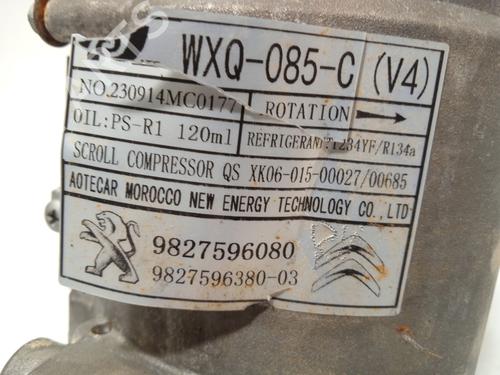 WXQ-085-C (V4)
NO.230914MC0177
ROTATION
OIL:PS-R1 120ml
REFRIGERANT:1234YF/R134a
SCROLL COMPRESSOR QS XK06-015-00027/00685
AOTECAR MOROCCO NEW ENERGY TECHNOLOGY CO.,LTD
9827596080
9827596380-03